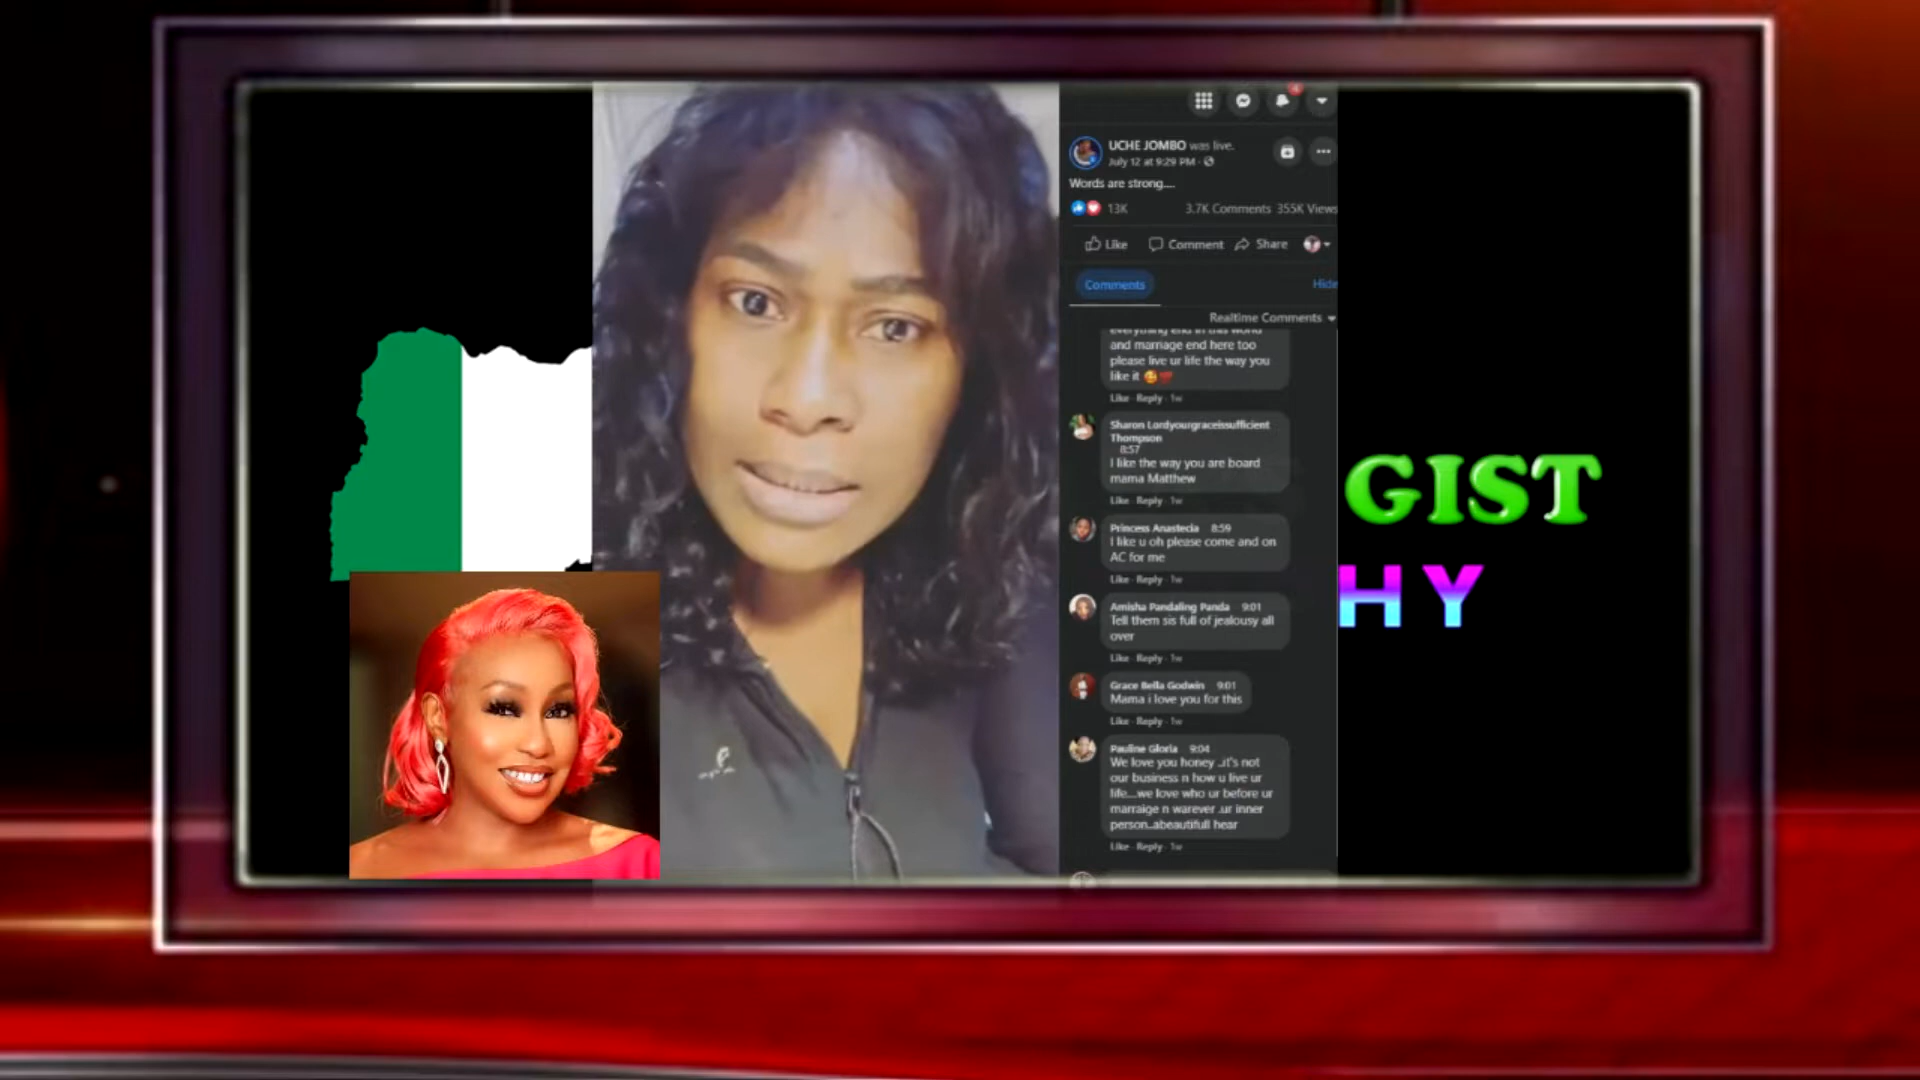 4
UCHE JOMBO was live.
July 12 at 9:29 PM ·
Words are strong....
13K 3.7K Comments 355K Views
Like Comment Share
Comments Hide
Realtime Comments
everything end in this world
and marriage end here too
please live ur life the way you
like it
Like · Reply · 1w
Sharon Lordyourgraceissufficient
Thompson
8:57
I like the way you are board
mama Matthew
Like · Reply · 1w
Princess Anastecia 8:59
I like u oh please come and on
AC for me
Like · Reply · 1w
Amisha Pandaling Panda 9:01
Tell them sis full of jealousy all
over
Like · Reply · 1w
Grace Bella Godwin 9:01
Mama i love you for this
Like · Reply · 1w
Pauline Gloria 9:04
We love you honey ..it's not
our business n how u live ur
life....we love who ur before ur
marraige n warever .ur inner
person..abeautifull hear
Like · Reply · 1w
GIST
HY